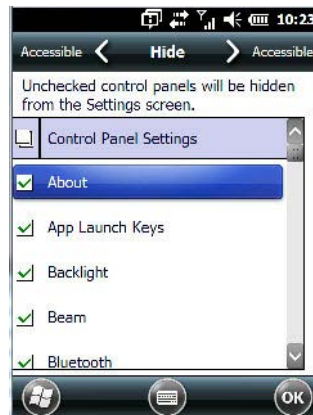 10:23
Accessible Hide Accessible
Unchecked control panels will be hidden
from the Settings screen.
Control Panel Settings
About
App Launch Keys
Backlight
Beam
Bluetooth
OK